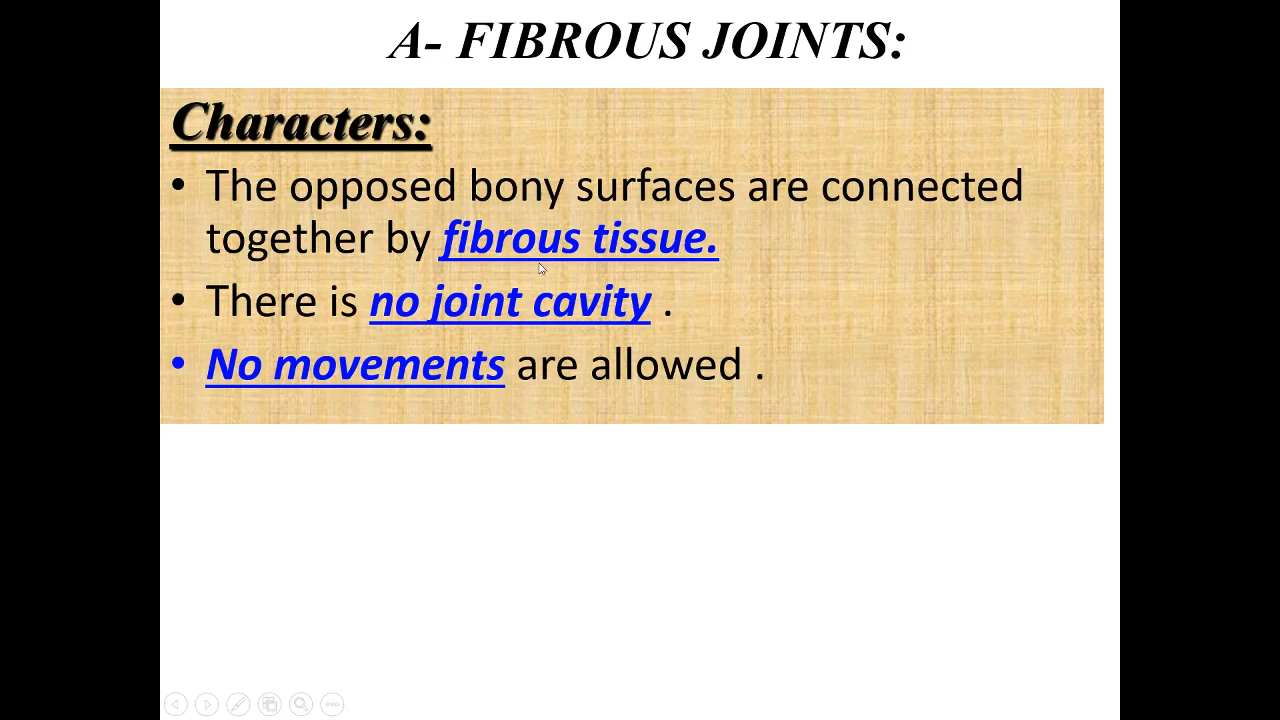 A- FIBROUS JOINTS:
Characters:
• The opposed bony surfaces are connected
together by fibrous tissue.
• There is no joint cavity .
• No movements are allowed .